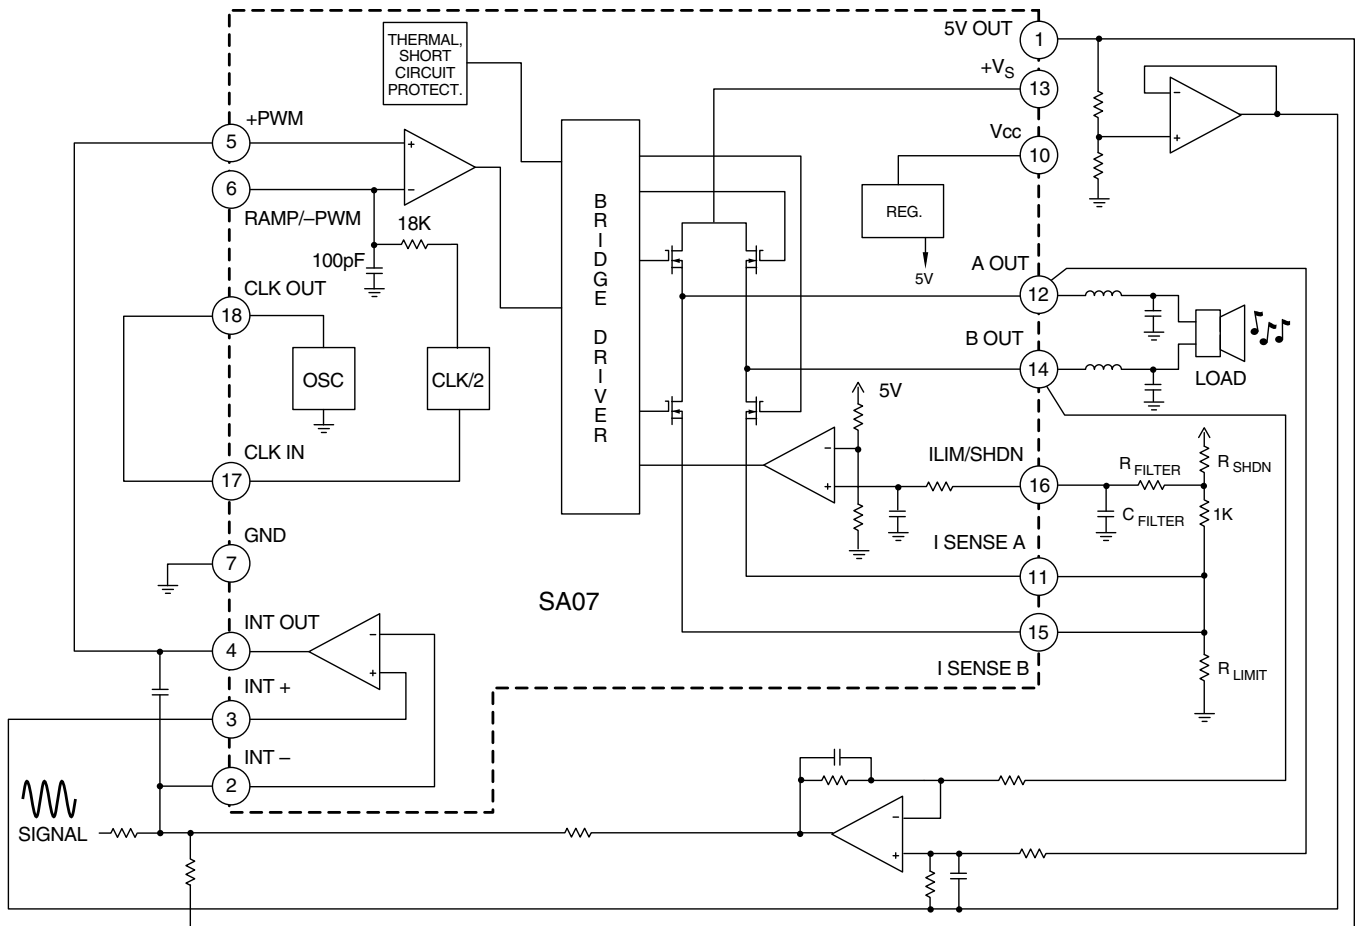 THERMAL,
SHORT
CIRCUIT
PROTECT.
5V OUT
1
+VS
13
Vcc
10
+PWM
5
6
RAMP/–PWM
18K
100pF
REG.
5V
A OUT
12
CLK OUT
18
B OUT
14
LOAD
OSC
CLK/2
BRIDGE DRIVER
5V
CLK IN
17
ILIM/SHDN
16
R FILTER
R SHDN
C FILTER
1K
GND
7
I SENSE A
11
SA07
INT OUT
4
15
I SENSE B
R LIMIT
INT +
3
INT –
2
SIGNAL